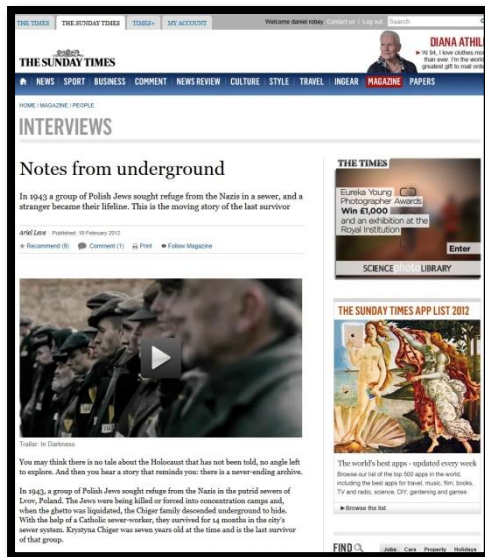 THE TIMES THE SUNDAY TIMES TIMES+ MY ACCOUNT Welcome daniel robey Contact us | Log out Search
DIANA ATHIL
THE SUNDAY TIMES
'At 94, I love clothes mo
than ever. I'm the world
greatest gift to mail orde
NEWS SPORT BUSINESS COMMENT NEWS REVIEW CULTURE STYLE TRAVEL INGEAR MAGAZINE PAPERS
HOME / MAGAZINE / PEOPLE
INTERVIEWS
Notes from underground
In 1943 a group of Polish Jews sought refuge from the Nazis in a sewer, and a
stranger became their lifeline. This is the moving story of the last survivor
Ariel Leve Published: 19 February 2012
Recommend (9) Comment (1) Print Follow Magazine
Trailer: In Darkness
You may think there is no tale about the Holocaust that has not been told, no angle left
to explore. And then you hear a story that reminds you: there is a never-ending archive.
In 1943, a group of Polish Jews sought refuge from the Nazis in the putrid sewers of
Lvov, Poland. The Jews were being killed or forced into concentration camps and,
when the ghetto was liquidated, the Chiger family descended underground to hide.
With the help of a Catholic sewer-worker, they survived for 14 months in the city's
sewer system. Krystyna Chiger was seven years old at the time and is the last survivor
of that group.
THE TIMES
Eureka Young
Photographer Awards
Win £1,000
and an exhibition at the
Royal Institution
Enter
SCIENCE photo LIBRARY
THE SUNDAY TIMES APP LIST 2012
The world's best apps - updated every week
Browse our list of the top 500 apps in the world,
including the best apps for travel, music, film, books,
TV and radio, science, DIY, gardening and games
Browse the list
FIND Jobs Cars Property Holidays